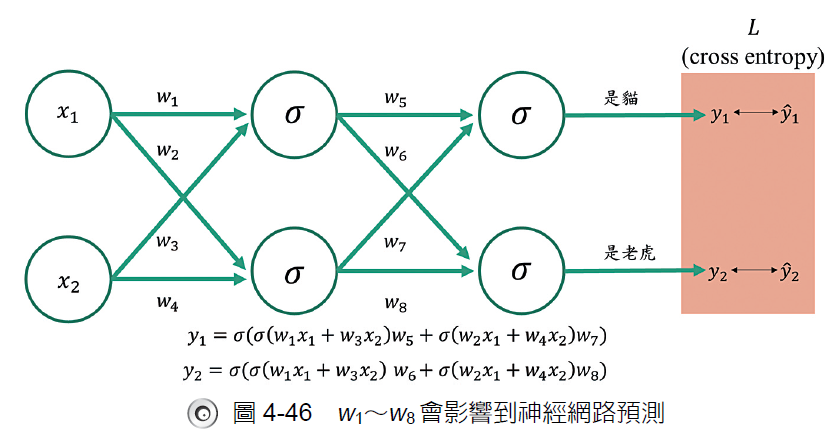 L
(cross entropy)
x₁
w₁
σ
w₅
σ
是貓
y₁ ŷ₁
w₂
w₆
w₃
w₇
x₂
w₄
σ
w₈
σ
是老虎
y₂ ŷ₂
y₁ = σ(σ(w₁x₁ + w₃x₂)w₅ + σ(w₂x₁ + w₄x₂)w₇)
y₂ = σ(σ(w₁x₁ + w₃x₂) w₆ + σ(w₂x₁ + w₄x₂)w₈)
圖 4-46 w₁～w₈ 會影響到神經網路預測